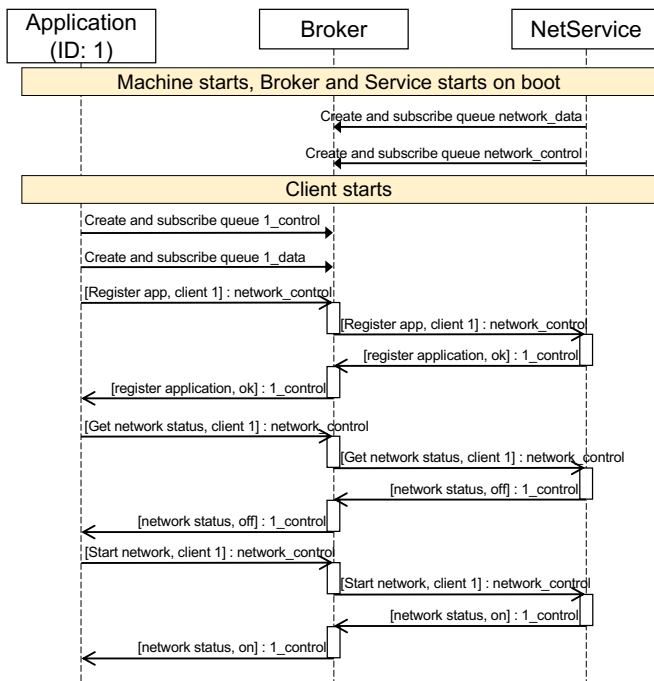 Application
(ID: 1)
Broker
NetService
Machine starts, Broker and Service starts on boot
Create and subscribe queue network_data
Create and subscribe queue network_control
Client starts
Create and subscribe queue 1_control
Create and subscribe queue 1_data
[Register app, client 1] : network_control
[Register app, client 1] : network_control
[register application, ok] : 1_control
[register application, ok] : 1_control
[Get network status, client 1] : network_control
[Get network status, client 1] : network_control
[network status, off] : 1_control
[network status, off] : 1_control
[Start network, client 1] : network_control
[Start network, client 1] : network_control
[network status, on] : 1_control
[network status, on] : 1_control